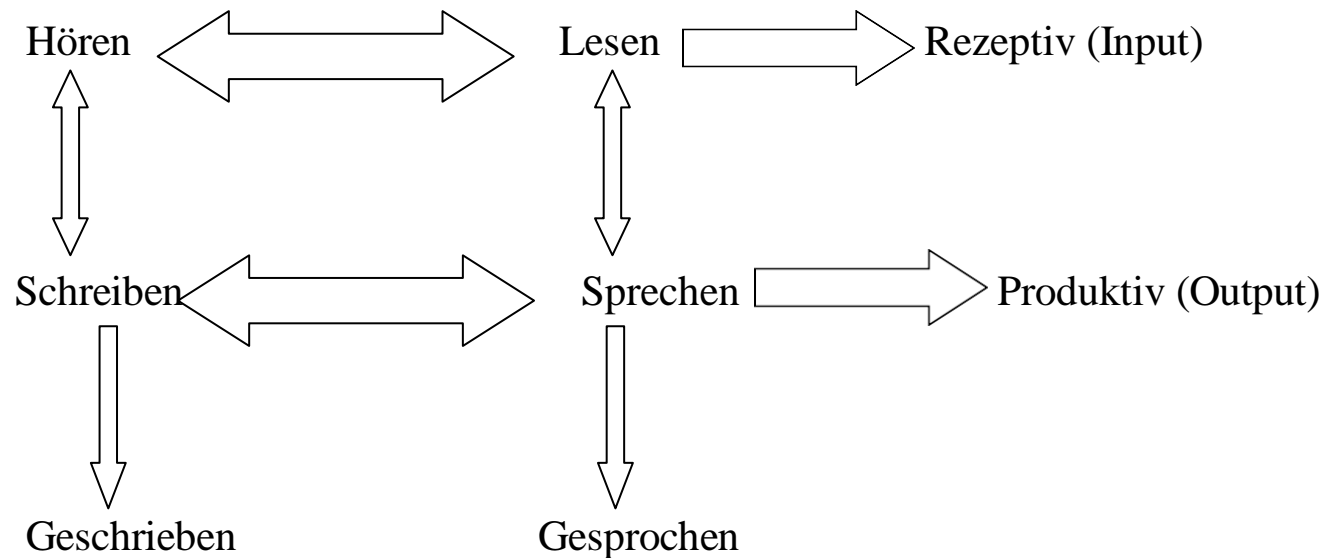 Hören Lesen Rezeptiv (Input)
Schreiben Sprechen Produktiv (Output)
Geschrieben Gesprochen